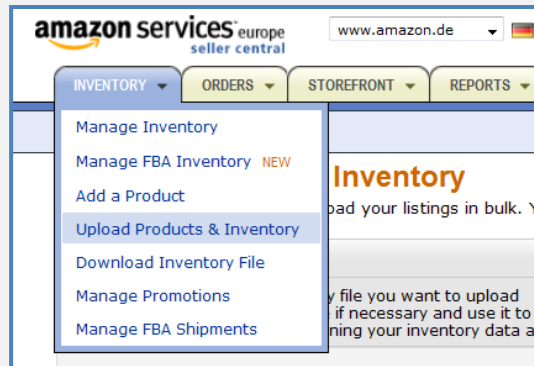 amazon services europe
seller central
www.amazon.de
INVENTORY ORDERS STOREFRONT REPORTS
Manage Inventory
Manage FBA Inventory NEW
Add a Product
Upload Products & Inventory
Download Inventory File
Manage Promotions
Manage FBA Shipments
Inventory
your listings in bulk.
file you want to upload
if necessary and use it to
your inventory data